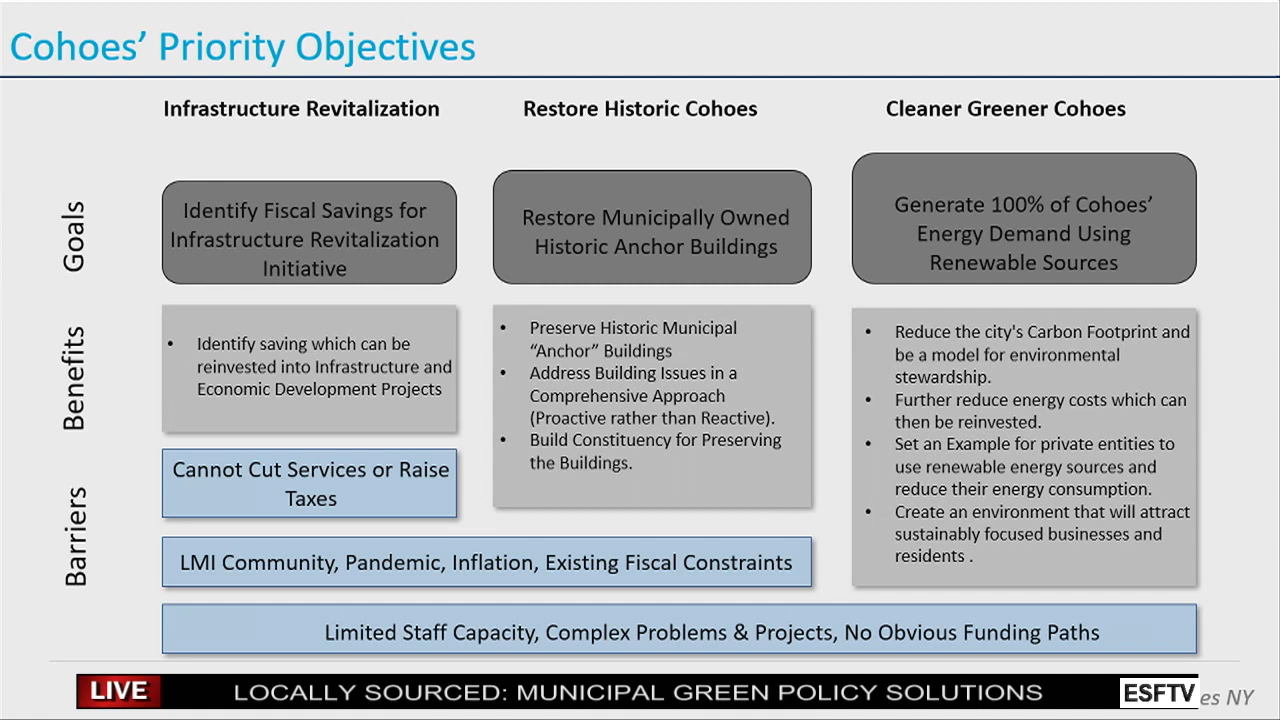 Cohoes’ Priority Objectives
Infrastructure Revitalization
Restore Historic Cohoes
Cleaner Greener Cohoes
Goals
Identify Fiscal Savings for
Infrastructure Revitalization
Initiative
Restore Municipally Owned
Historic Anchor Buildings
Generate 100% of Cohoes’
Energy Demand Using
Renewable Sources
Benefits
• Identify saving which can be
reinvested into Infrastructure and
Economic Development Projects
• Preserve Historic Municipal
“Anchor” Buildings
• Address Building Issues in a
Comprehensive Approach
(Proactive rather than Reactive).
• Build Constituency for Preserving
the Buildings.
• Reduce the city's Carbon Footprint and
be a model for environmental
stewardship.
• Further reduce energy costs which can
then be reinvested.
• Set an Example for private entities to
use renewable energy sources and
reduce their energy consumption.
• Create an environment that will attract
sustainably focused businesses and
residents .
Barriers
Cannot Cut Services or Raise
Taxes
LMI Community, Pandemic, Inflation, Existing Fiscal Constraints
Limited Staff Capacity, Complex Problems & Projects, No Obvious Funding Paths
LIVE
LOCALLY SOURCED: MUNICIPAL GREEN POLICY SOLUTIONS
ESFTV
es NY